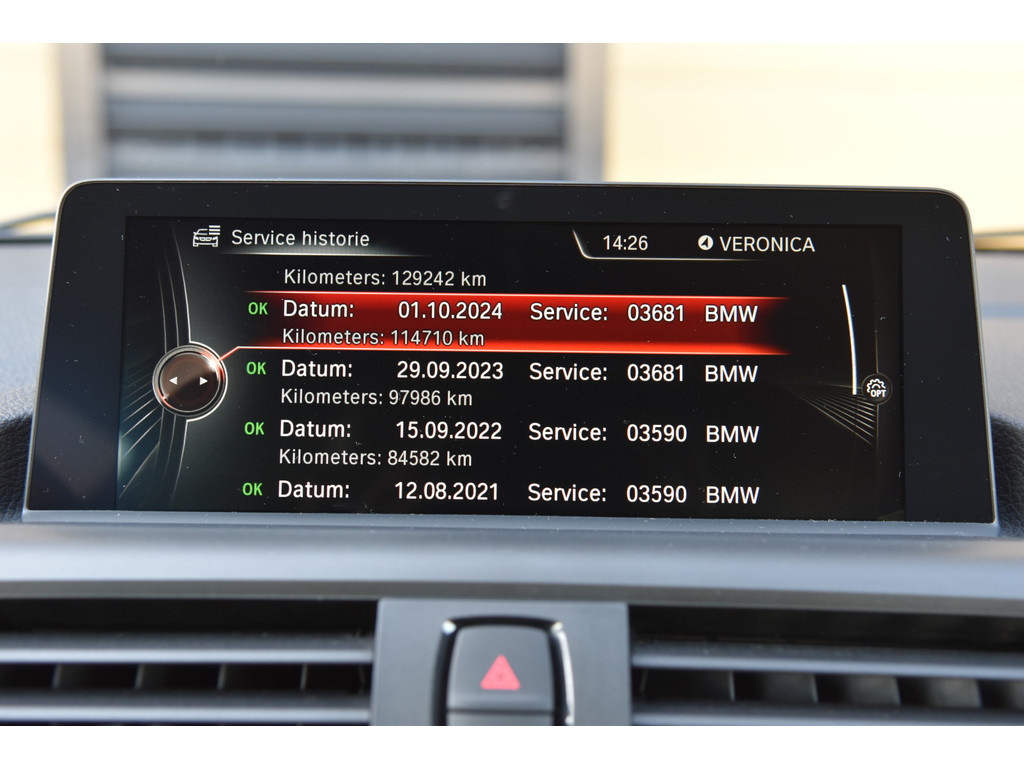 Service historie 14:26 VERONICA
Kilometers: 129242 km
OK Datum: 01.10.2024 Service: 03681 BMW
Kilometers: 114710 km
OK Datum: 29.09.2023 Service: 03681 BMW
Kilometers: 97986 km
OPT
OK Datum: 15.09.2022 Service: 03590 BMW
Kilometers: 84582 km
OK Datum: 12.08.2021 Service: 03590 BMW